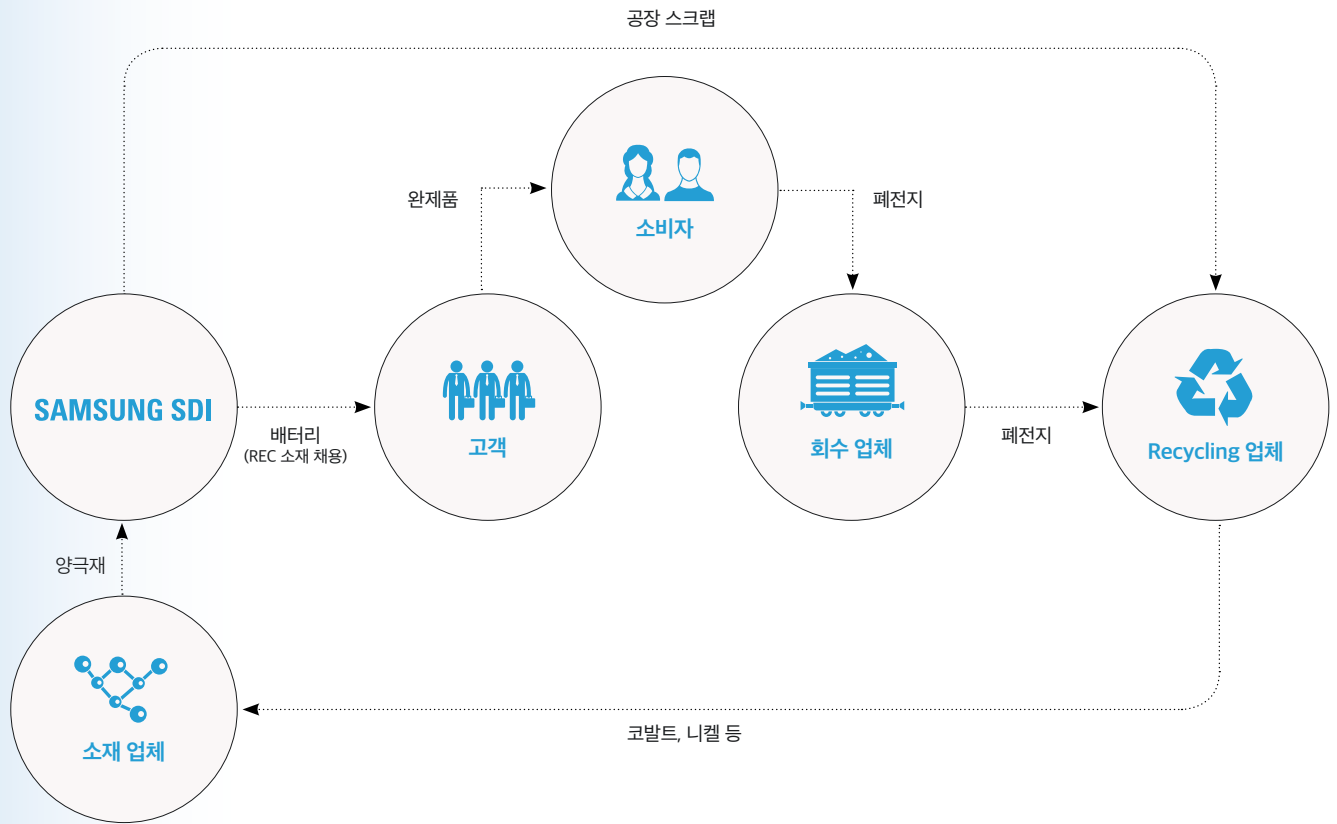 공장 스크랩
완제품
소비자
폐전지
SAMSUNG SDI
배터리
(REC 소재 채용)
고객
회수 업체
폐전지
Recycling 업체
양극재
소재 업체
코발트, 니켈 등